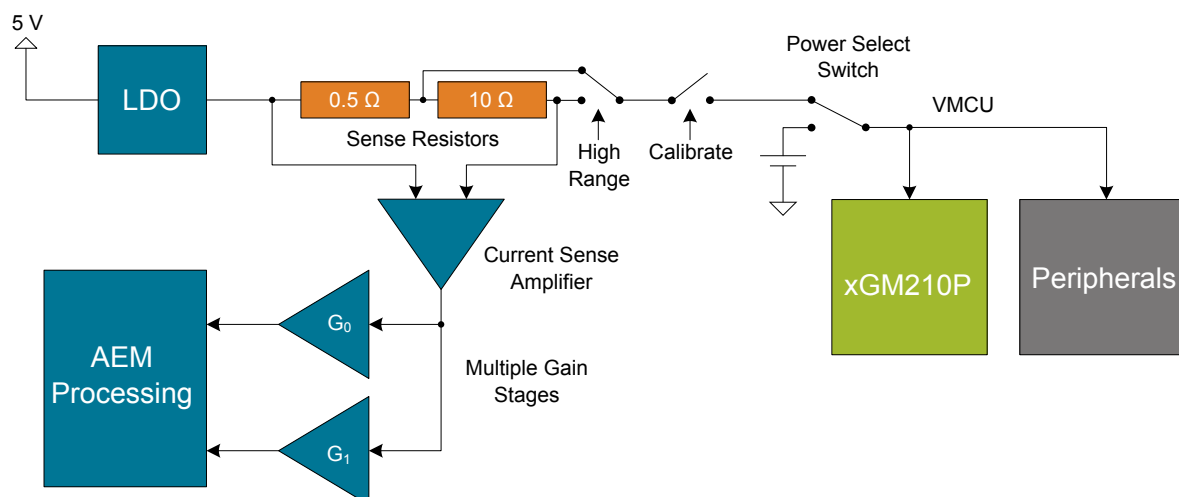 5 V
Power Select
Switch
LDO
0.5 Ω
10 Ω
VMCU
Sense Resistors
High
Range
Calibrate
Current Sense
Amplifier
xGM210P
Peripherals
G0
AEM
Processing
Multiple Gain
Stages
G1